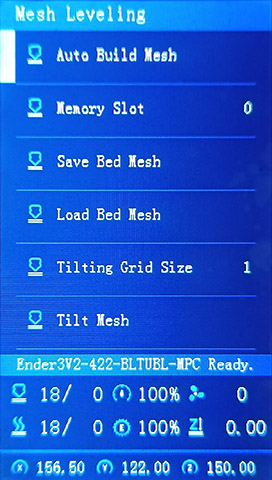 Mesh Leveling
Auto Build Mesh
Memory Slot 0
Save Bed Mesh
Load Bed Mesh
Tilting Grid Size 1
Tilt Mesh
Ender3V2-422-BLTUBL-MPC Ready.
18/ 0 100% 0
18/ 0 E 100% Z 0.00
X 156.50 Y 122.00 Z 150.00